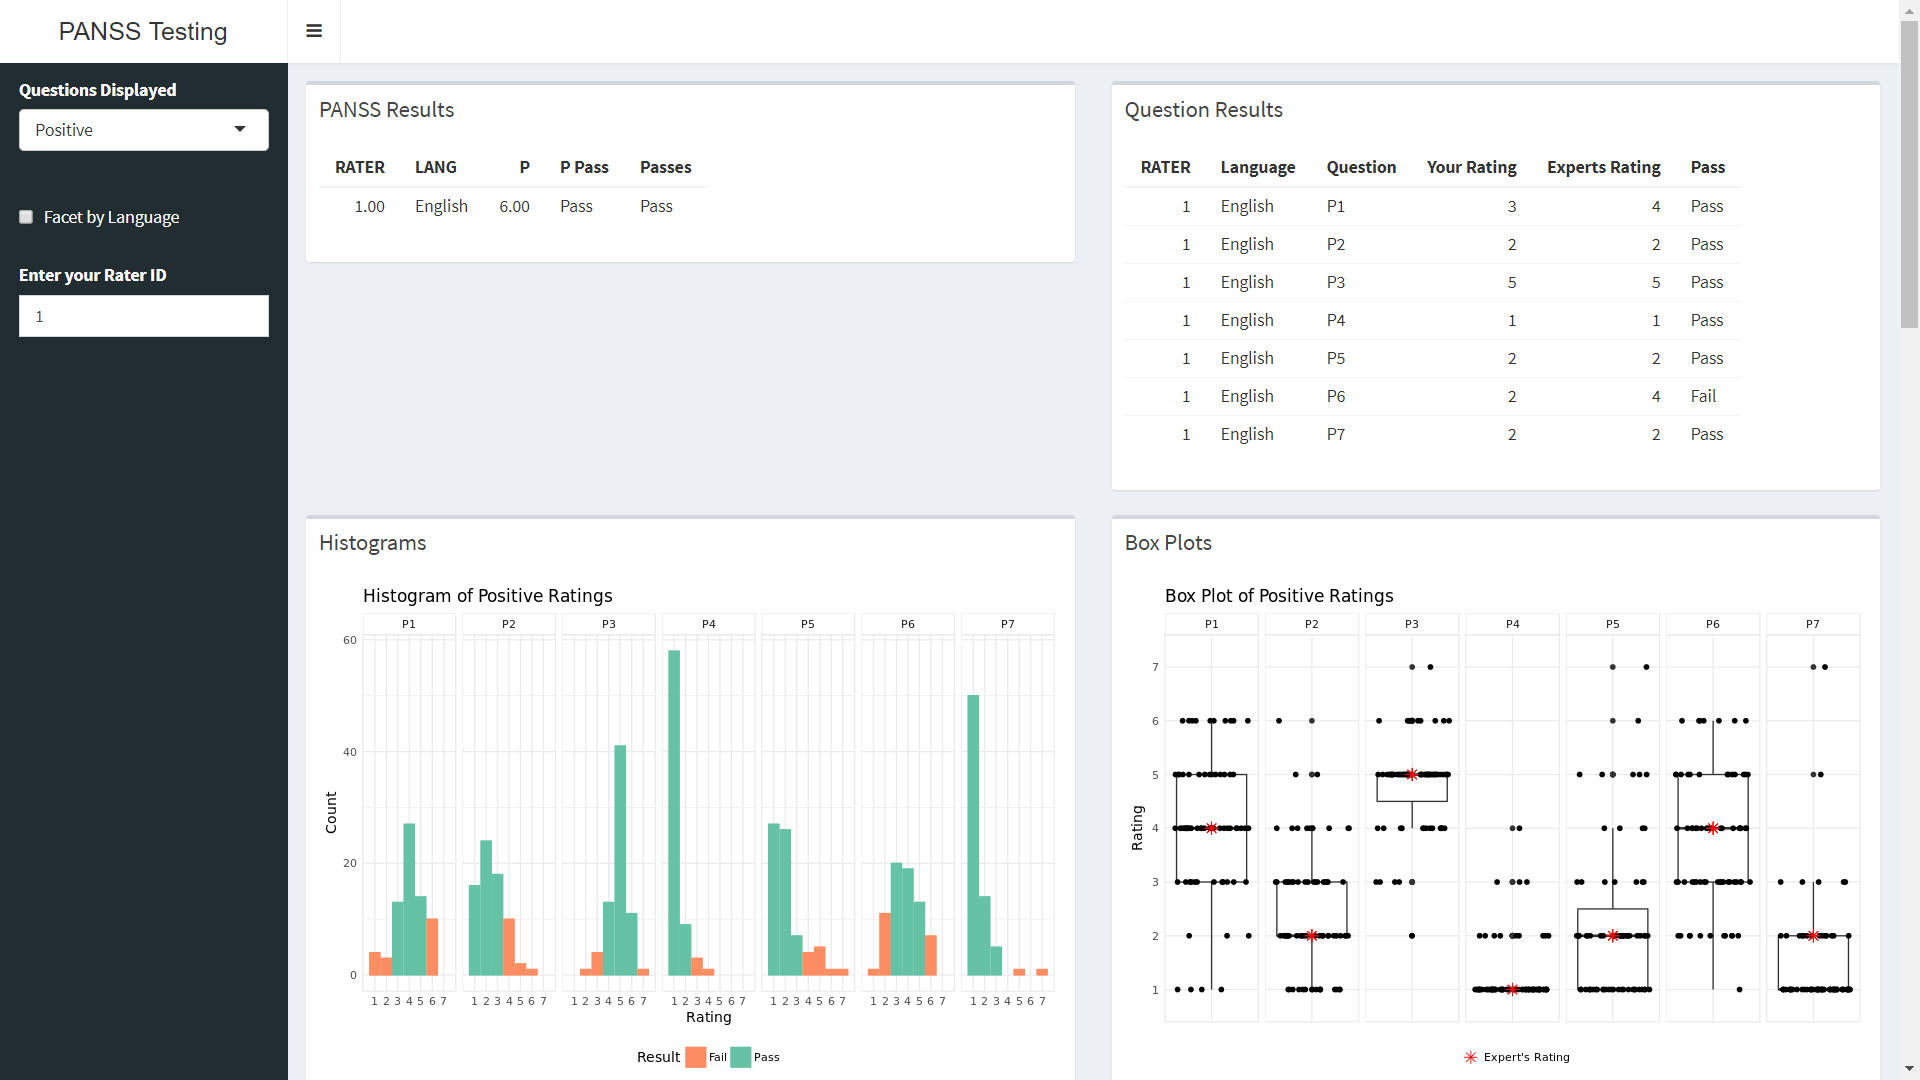 PANSS Testing
Questions Displayed
Positive
Facet by Language
Enter your Rater ID
1
PANSS Results
RATER LANG P P Pass Passes
1.00 English 6.00 Pass Pass
Question Results
RATER Language Question Your Rating Experts Rating Pass
1 English P1 3 4 Pass
1 English P2 2 2 Pass
1 English P3 5 5 Pass
1 English P4 1 1 Pass
1 English P5 2 2 Pass
1 English P6 2 4 Fail
1 English P7 2 2 Pass
Histograms
Histogram of Positive Ratings
P1 P2 P3 P4 P5 P6 P7
60
40
20
0
Count
1 2 3 4 5 6 7 1 2 3 4 5 6 7 1 2 3 4 5 6 7 1 2 3 4 5 6 7 1 2 3 4 5 6 7 1 2 3 4 5 6 7 1 2 3 4 5 6 7
Rating
Result Fail Pass
Box Plots
Box Plot of Positive Ratings
P1 P2 P3 P4 P5 P6 P7
7
6
5
4
3
2
1
Rating
Expert's Rating